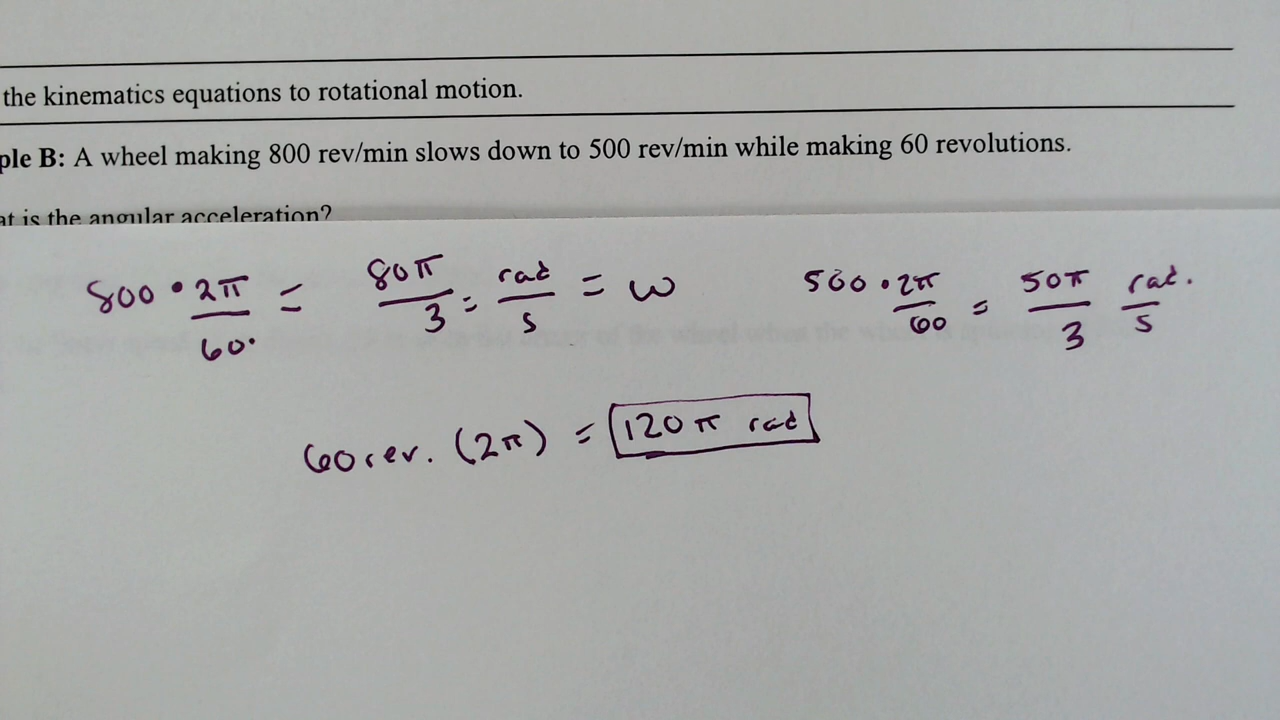 the kinematics equations to rotational motion.
ple B: A wheel making 800 rev/min slows down to 500 rev/min while making 60 revolutions.
at is the angular acceleration?
800 • 2π/60. = 80π/3 = rad/s = ω
500 • 2π/60 = 50π/3 rad./s
60 rev. (2π) = 120π rad